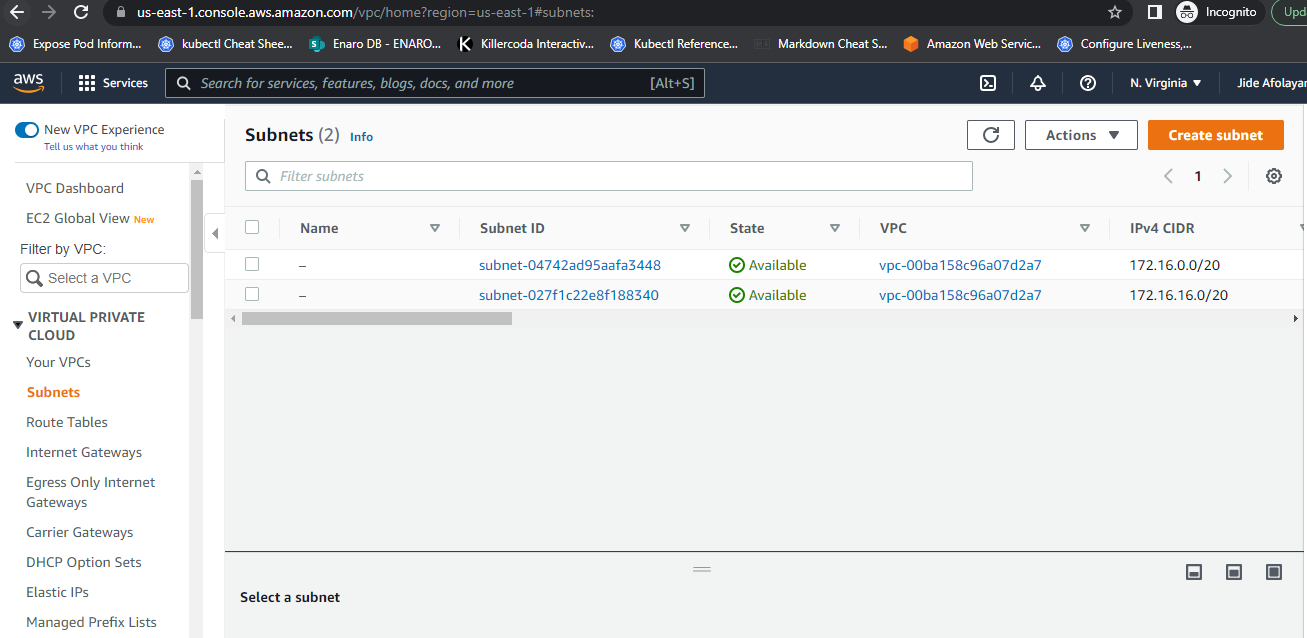 us-east-1.console.aws.amazon.com/vpc/home?region=us-east-1#subnets:
Incognito
Upd
Expose Pod Inform...
kubectl Cheat Shee...
Enaro DB - ENARO...
Killercoda Interactiv...
Kubectl Reference...
Markdown Cheat S...
Amazon Web Servic...
Configure Liveness,...
aws
Services
Search for services, features, blogs, docs, and more
[Alt+S]
N. Virginia
Jide Afolayan
New VPC Experience
Tell us what you think
VPC Dashboard
EC2 Global View New
Filter by VPC:
Select a VPC
VIRTUAL PRIVATE
CLOUD
Your VPCs
Subnets
Route Tables
Internet Gateways
Egress Only Internet
Gateways
Carrier Gateways
DHCP Option Sets
Elastic IPs
Managed Prefix Lists
Subnets (2) Info
Actions
Create subnet
Filter subnets
1
Name Subnet ID State VPC IPv4 CIDR
– subnet-04742ad95aafa3448 Available vpc-00ba158c96a07d2a7 172.16.0.0/20
– subnet-027f1c22e8f188340 Available vpc-00ba158c96a07d2a7 172.16.16.0/20
Select a subnet